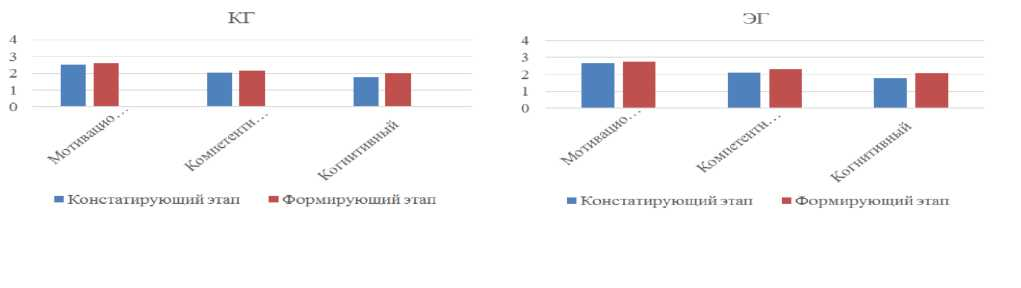 КГ
4
3
2
1
0
Мотивацио…
Компетентн…
Когнитивный
Констатирующий этап
Формирующий этап
ЭГ
4
3
2
1
0
Мотивацио…
Компетентн…
Когнитивный
Констатирующий этап
Формирующий этап